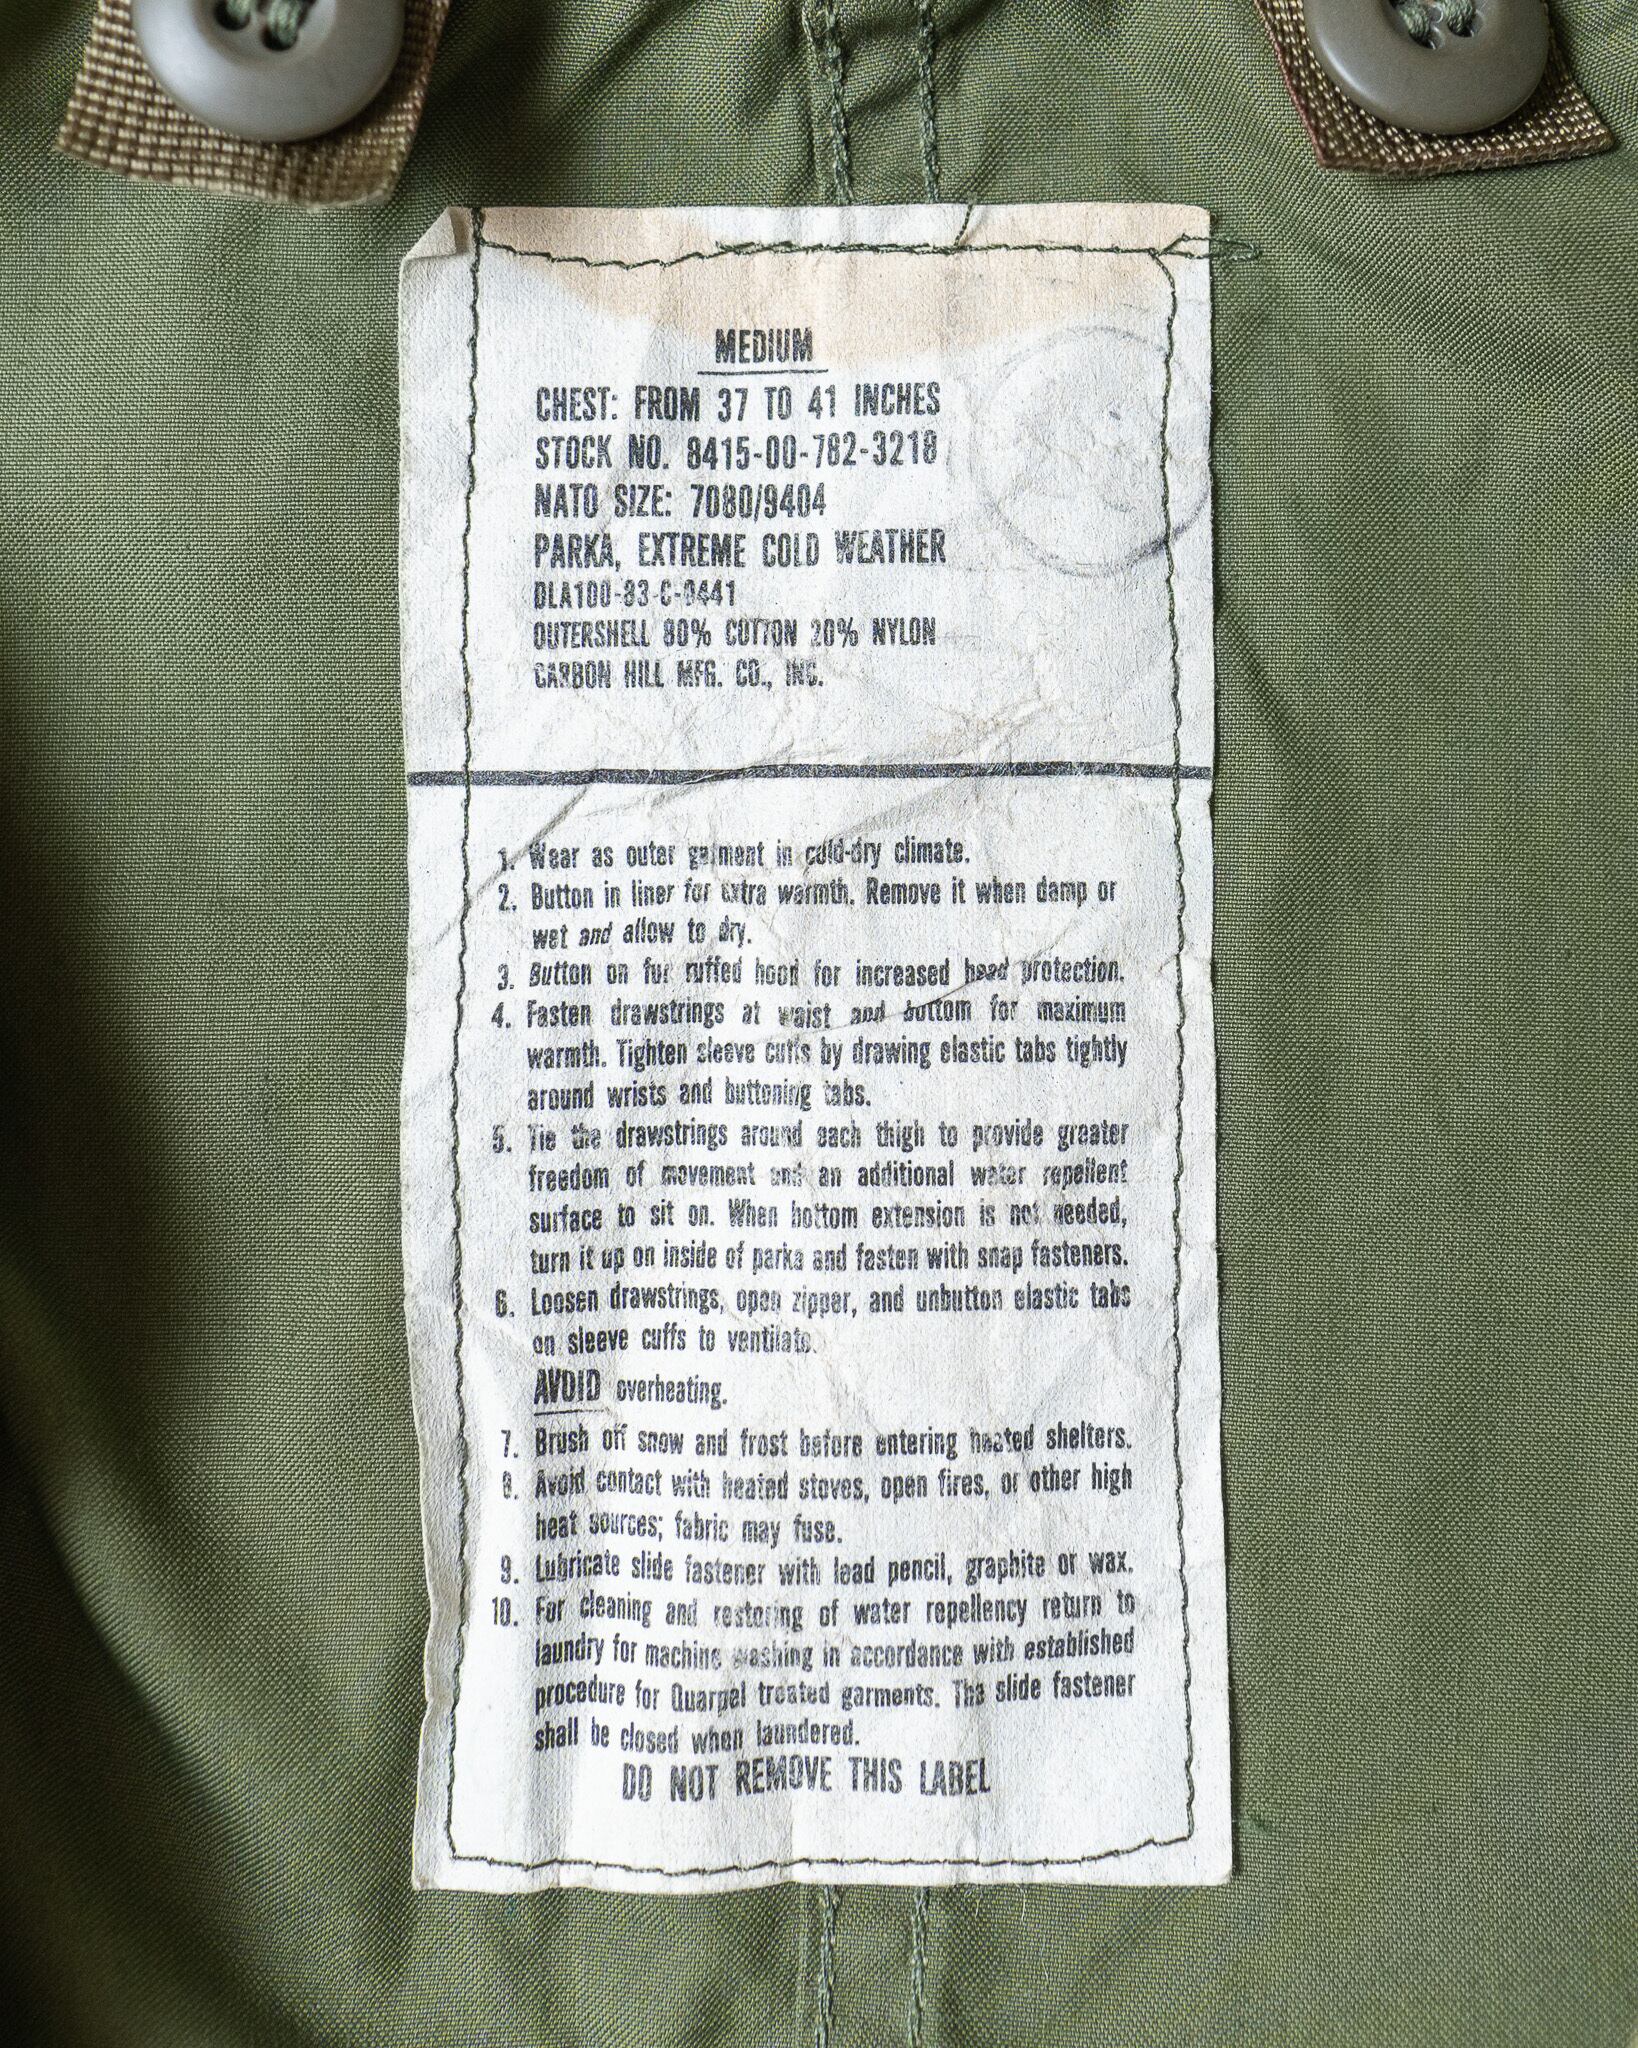 MEDIUM
CHEST: FROM 37 TO 41 INCHES
STOCK NO. 8415-00-782-3218
NATO SIZE: 7080/9404
PARKA, EXTREME COLD WEATHER
DLA100-83-C-0441
OUTERSHELL 80% COTTON 20% NYLON
CARBON HILL MFG. CO., INC.
1. Wear as outer garment in cold-dry climate.
2. Button in liner for extra warmth. Remove it when damp or
wet and allow to dry.
3. Button on fur ruffed hood for increased head protection.
4. Fasten drawstrings at waist and bottom for maximum
warmth. Tighten sleeve cuffs by drawing elastic tabs tightly
around wrists and buttoning tabs.
5. Tie the drawstrings around each thigh to provide greater
freedom of movement and an additional water repellent
surface to sit on. When bottom extension is not needed,
turn it up on inside of parka and fasten with snap fasteners.
6. Loosen drawstrings, open zipper, and unbutton elastic tabs
on sleeve cuffs to ventilate.
AVOID overheating.
7. Brush off snow and frost before entering heated shelters.
8. Avoid contact with heated stoves, open fires, or other high
heat sources; fabric may fuse.
9. Lubricate slide fastener with lead pencil, graphite or wax.
10. For cleaning and restoring of water repellency return to
laundry for machine washing in accordance with established
procedure for Quarpel treated garments. The slide fastener
shall be closed when laundered.
DO NOT REMOVE THIS LABEL